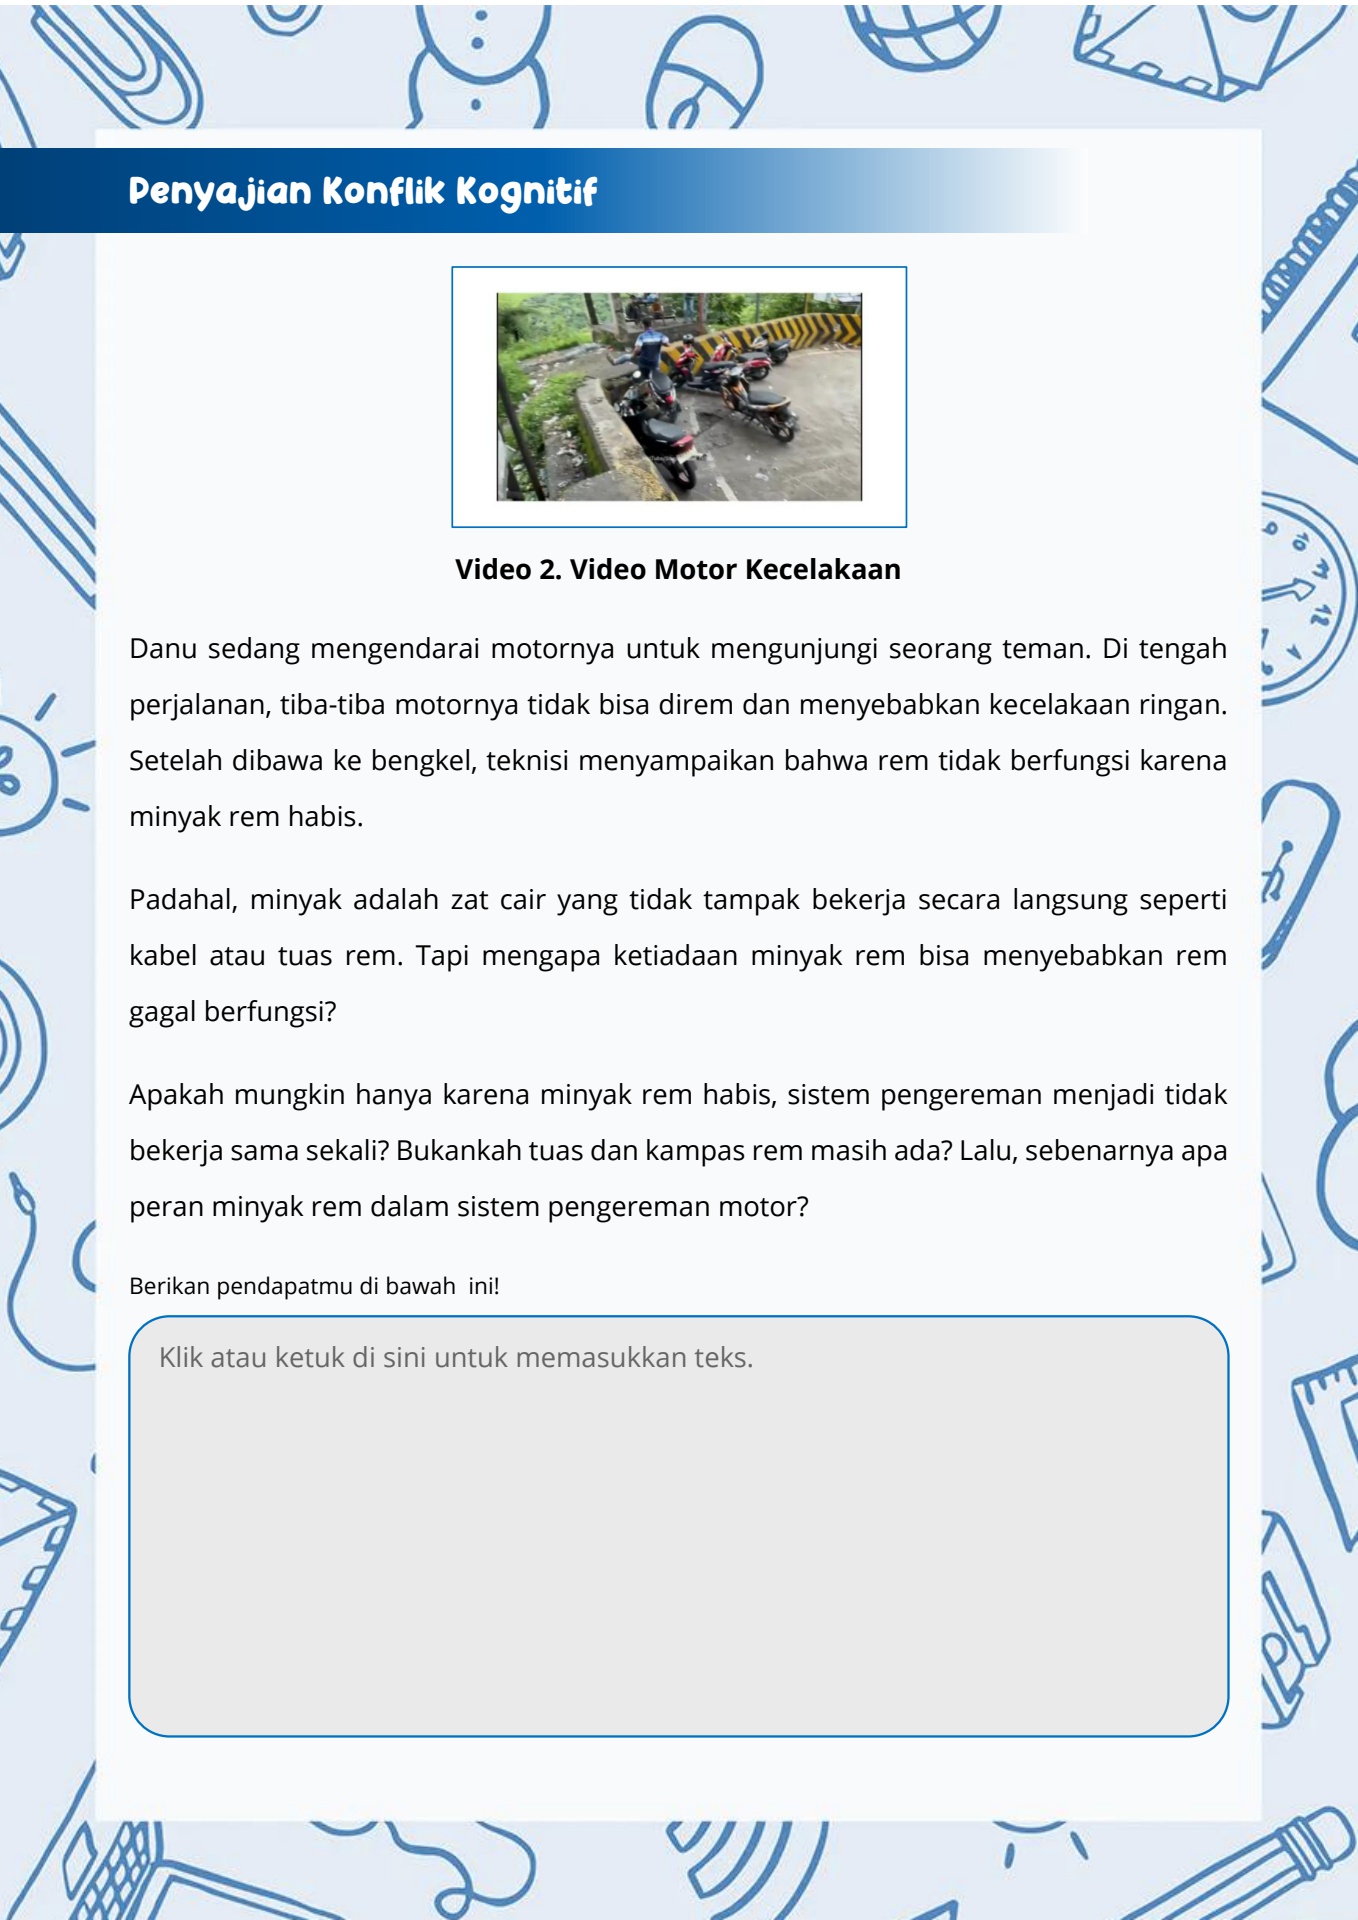 Penyajian Konflik Kognitif
Video 2. Video Motor Kecelakaan
Danu sedang mengendarai motornya untuk mengunjungi seorang teman. Di tengah
perjalanan, tiba-tiba motornya tidak bisa direm dan menyebabkan kecelakaan ringan.
Setelah dibawa ke bengkel, teknisi menyampaikan bahwa rem tidak berfungsi karena
minyak rem habis.
Padahal, minyak adalah zat cair yang tidak tampak bekerja secara langsung seperti
kabel atau tuas rem. Tapi mengapa ketiadaan minyak rem bisa menyebabkan rem
gagal berfungsi?
Apakah mungkin hanya karena minyak rem habis, sistem pengereman menjadi tidak
bekerja sama sekali? Bukankah tuas dan kampas rem masih ada? Lalu, sebenarnya apa
peran minyak rem dalam sistem pengereman motor?
Berikan pendapatmu di bawah  ini!
Klik atau ketuk di sini untuk memasukkan teks.